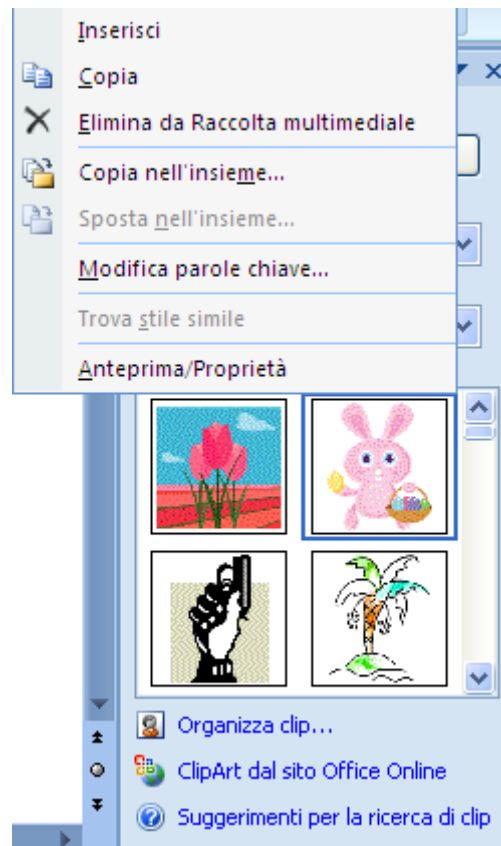 Inserisci
Copia
Elimina da Raccolta multimediale
Copia nell'insieme...
Sposta nell'insieme...
Modifica parole chiave...
Trova stile simile
Anteprima/Proprietà
Organizza clip...
ClipArt dal sito Office Online
Suggerimenti per la ricerca di clip